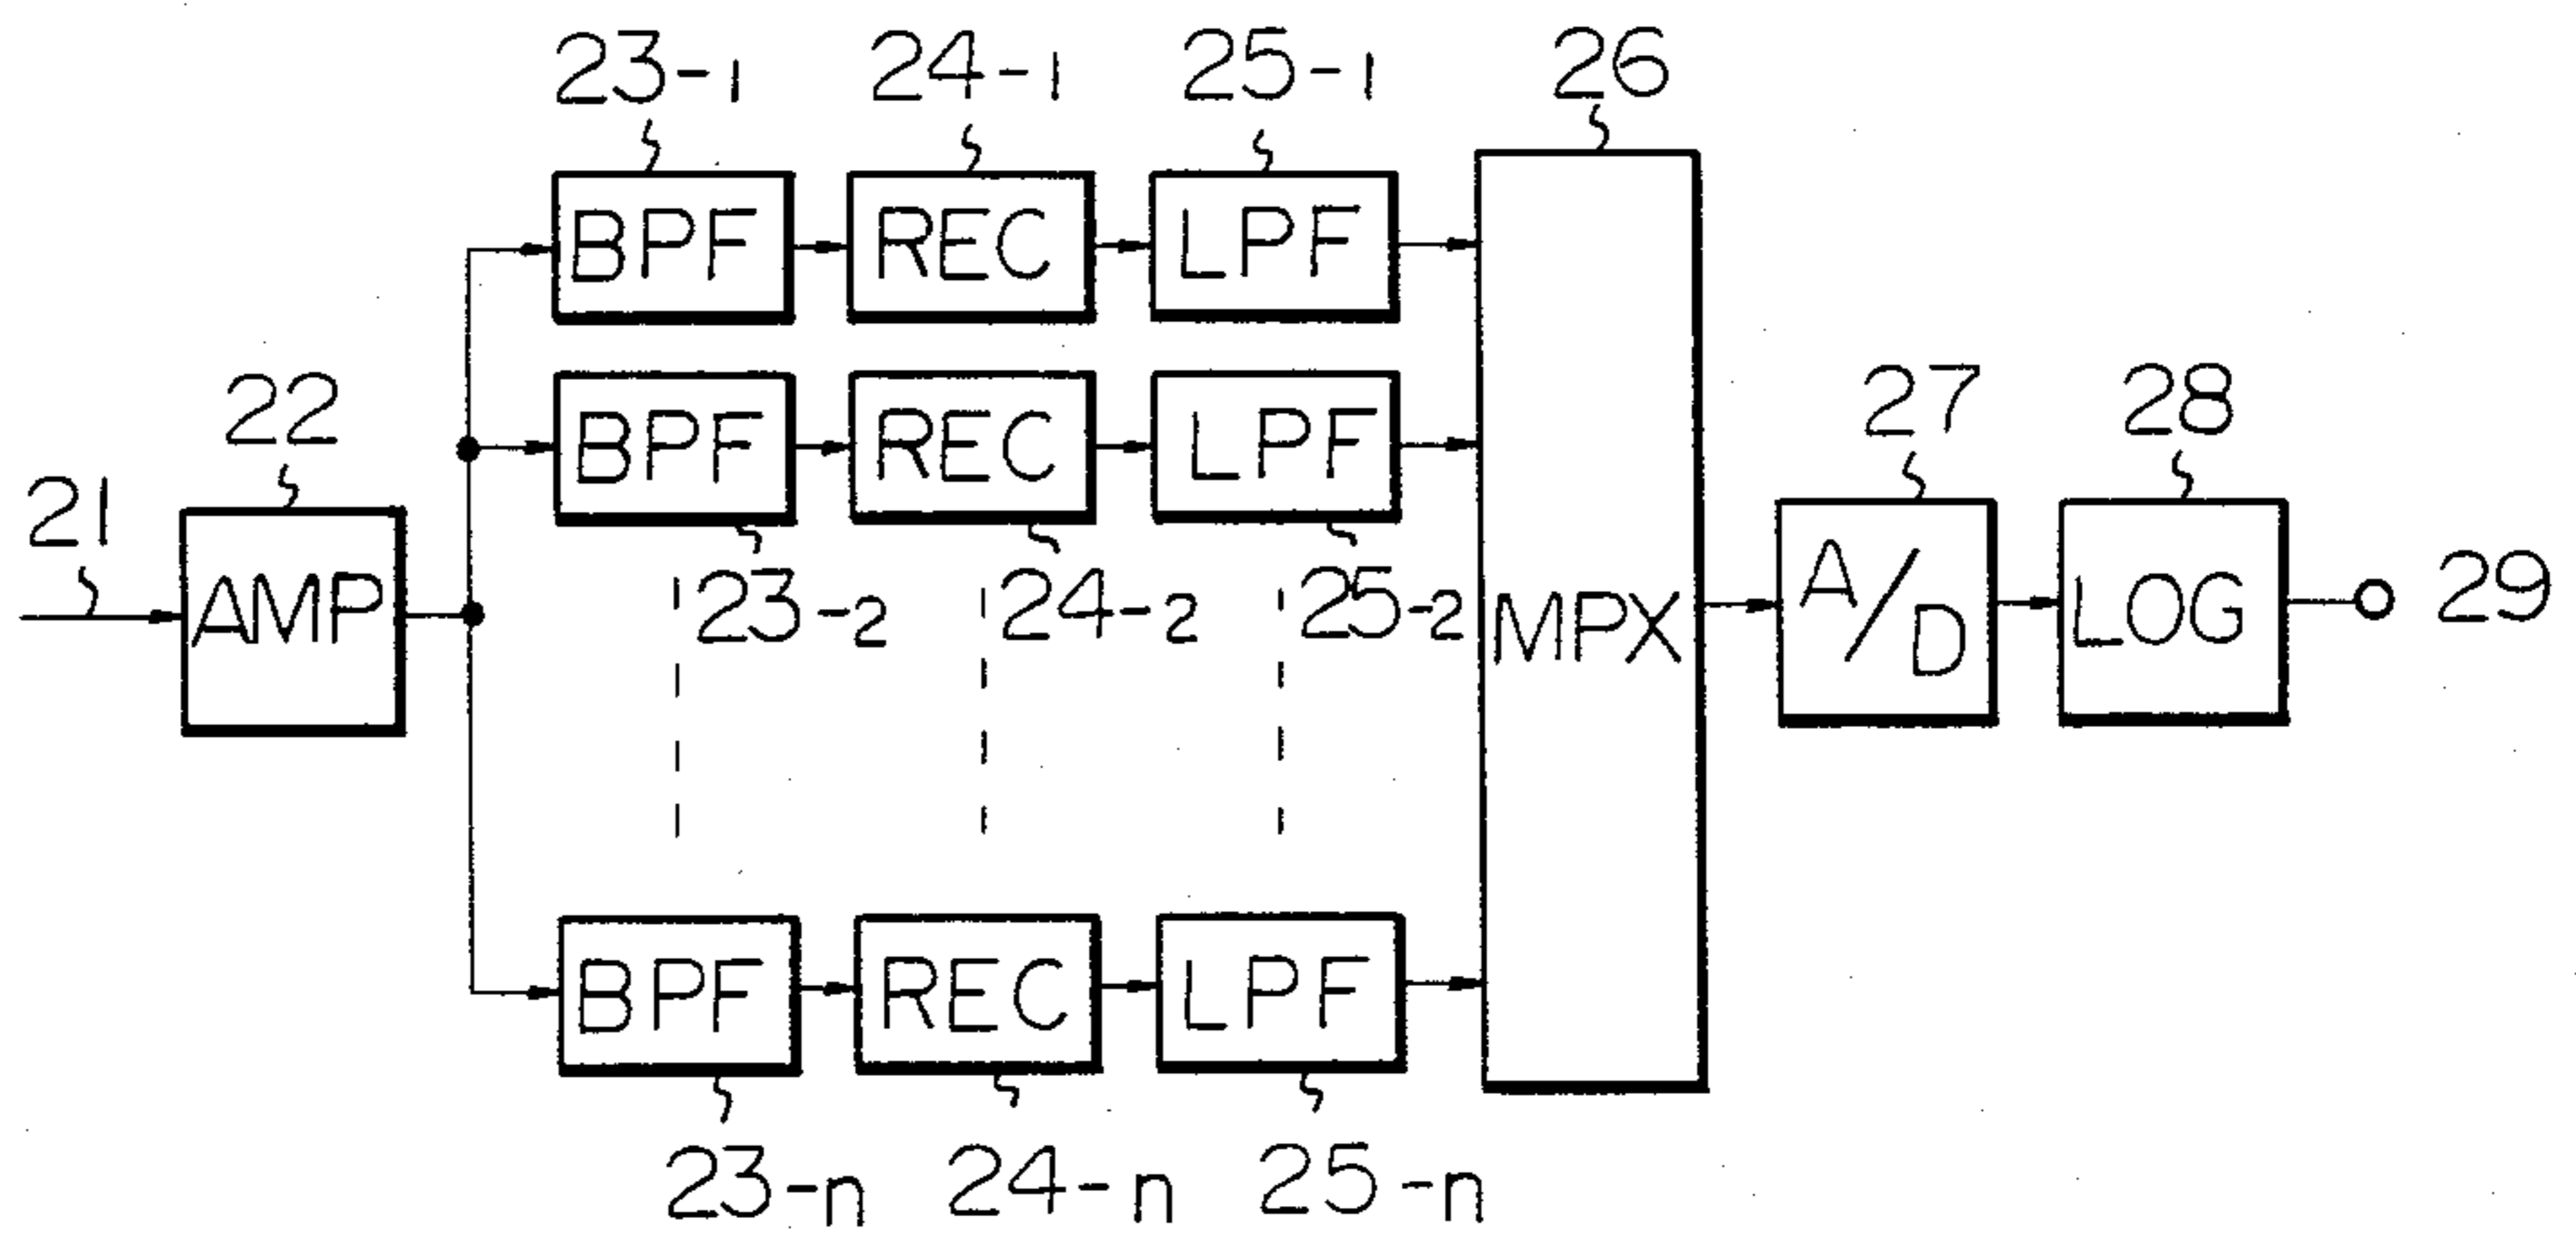 23-1 24-1 25-1 26
BPF REC LPF
22 BPF REC LPF 27 28
21 AMP 23-2 24-2 25-2 MPX A/D LOG 29
BPF REC LPF
23-n 24-n 25-n